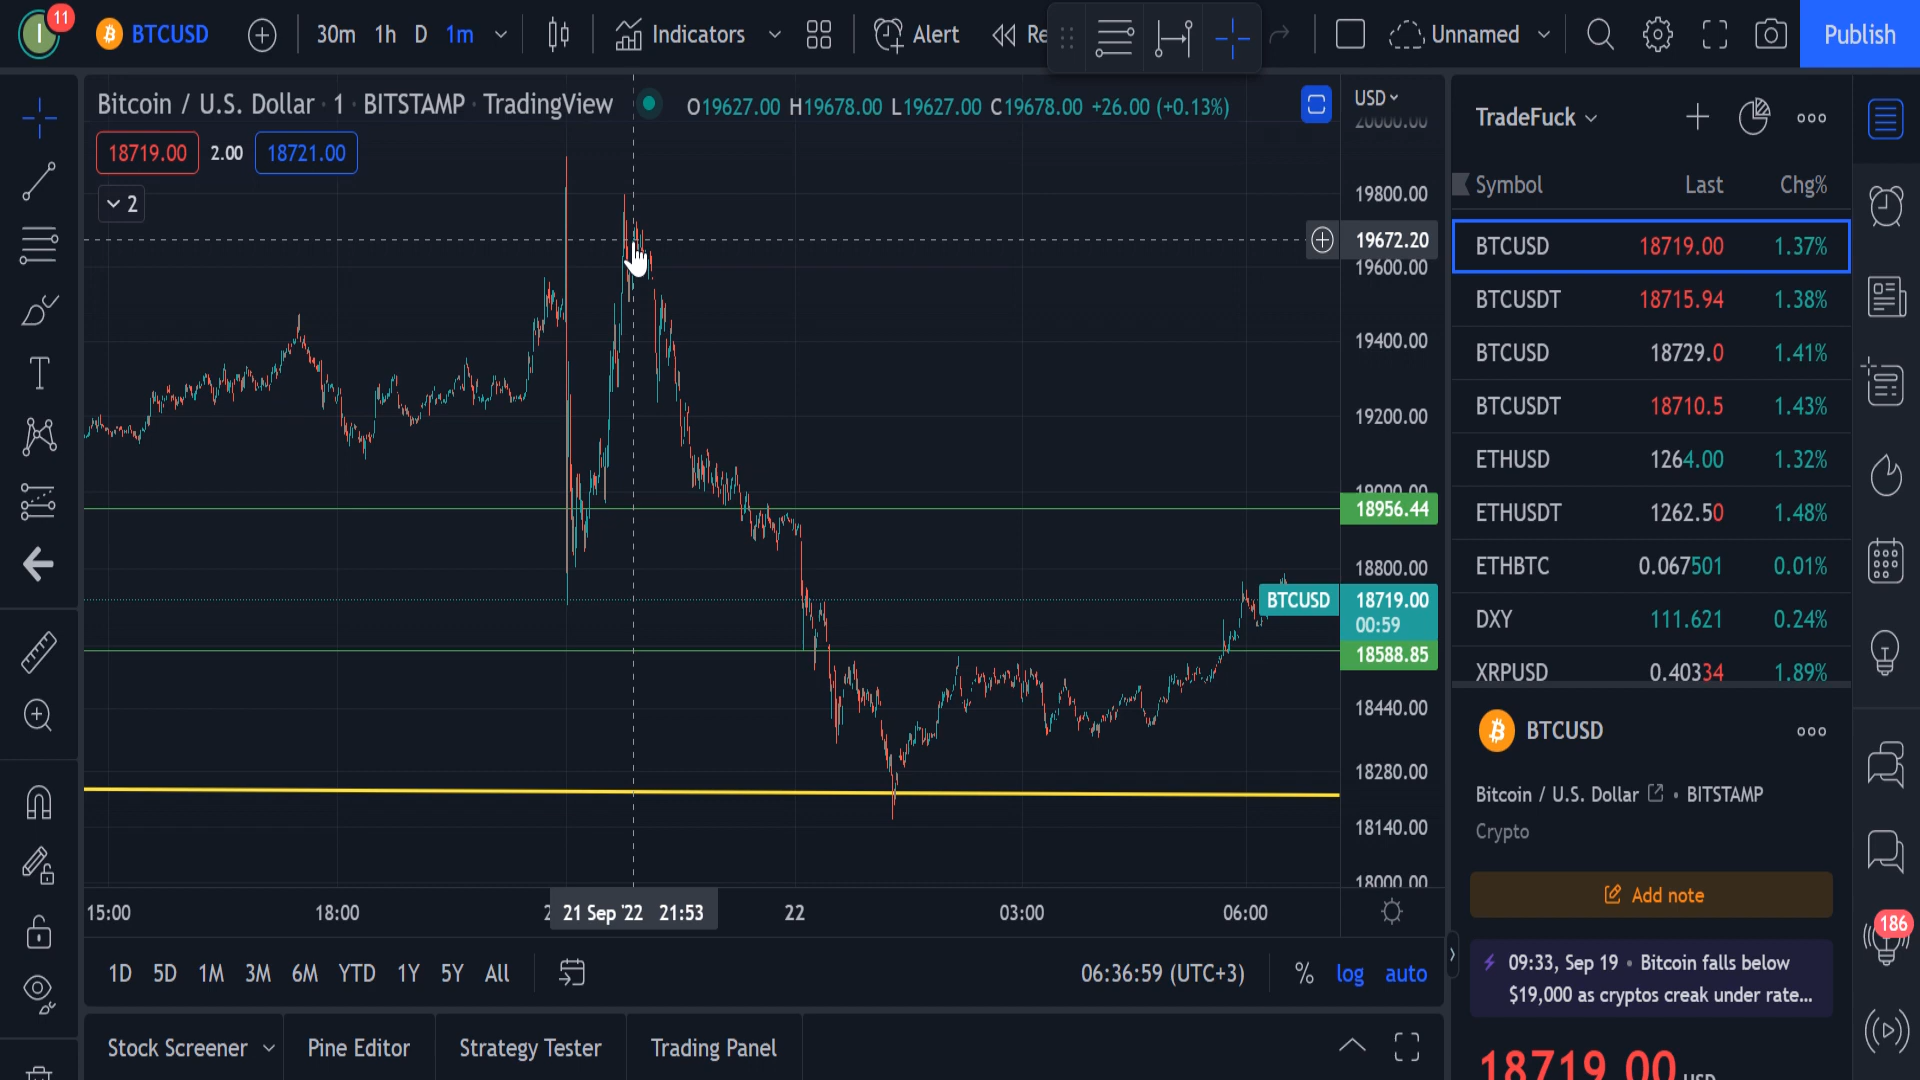 I 11 BTCUSD 30m 1h D 1m Indicators Alert Re Unnamed Publish
Bitcoin / U.S. Dollar · 1 · BITSTAMP · TradingView O19627.00 H19678.00 L19627.00 C19678.00 +26.00 (+0.13%)
18719.00 2.00 18721.00
2
USD
20000.00
19800.00
19672.20
19600.00
19400.00
19200.00
19000.00
18956.44
18800.00
BTCUSD 18719.00
00:59
18588.85
18440.00
18280.00
18140.00
18000.00
15:00 18:00 21 Sep '22 21:53 22 03:00 06:00
1D 5D 1M 3M 6M YTD 1Y 5Y All 06:36:59 (UTC+3) % log auto
Stock Screener Pine Editor Strategy Tester Trading Panel
TradeFuck
Symbol Last Chg%
BTCUSD 18719.00 1.37%
BTCUSDT 18715.94 1.38%
BTCUSD 18729.0 1.41%
BTCUSDT 18710.5 1.43%
ETHUSD 1264.00 1.32%
ETHUSDT 1262.50 1.48%
ETHBTC 0.067501 0.01%
DXY 111.621 0.24%
XRPUSD 0.40334 1.89%
BTCUSD
Bitcoin / U.S. Dollar • BITSTAMP
Crypto
Add note
09:33, Sep 19 • Bitcoin falls below
$19,000 as cryptos creak under rate...
18719.00 USD
186